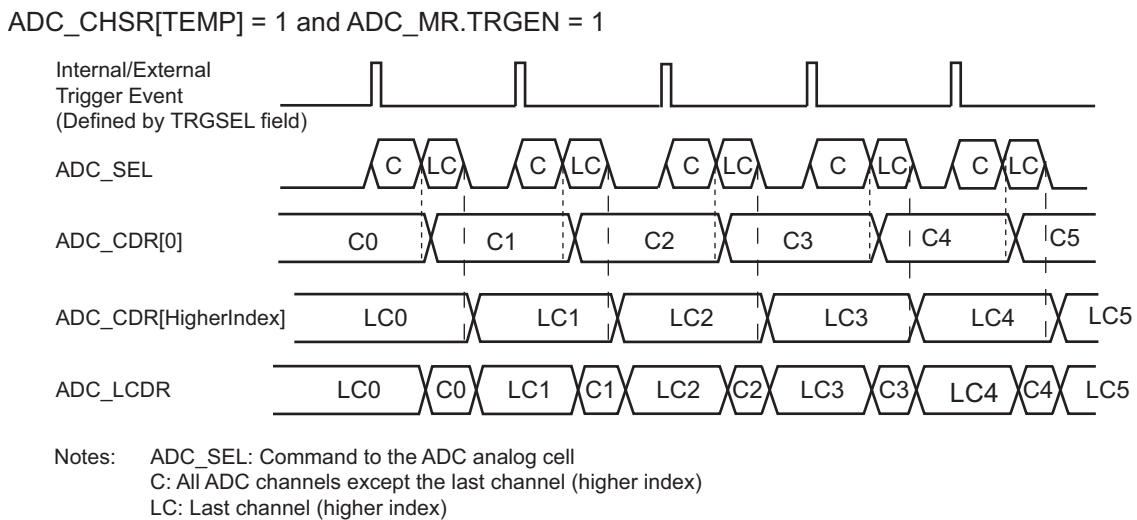 ADC_CHSR[TEMP] = 1 and ADC_MR.TRGEN = 1
Internal/External
Trigger Event
(Defined by TRGSEL field)
ADC_SEL
C LC C LC C LC C LC C LC
ADC_CDR[0]
C0 C1 C2 C3 C4 C5
ADC_CDR[HigherIndex]
LC0 LC1 LC2 LC3 LC4 LC5
ADC_LCDR
LC0 C0 LC1 C1 LC2 C2 LC3 C3 LC4 C4 LC5
Notes: ADC_SEL: Command to the ADC analog cell
C: All ADC channels except the last channel (higher index)
LC: Last channel (higher index)